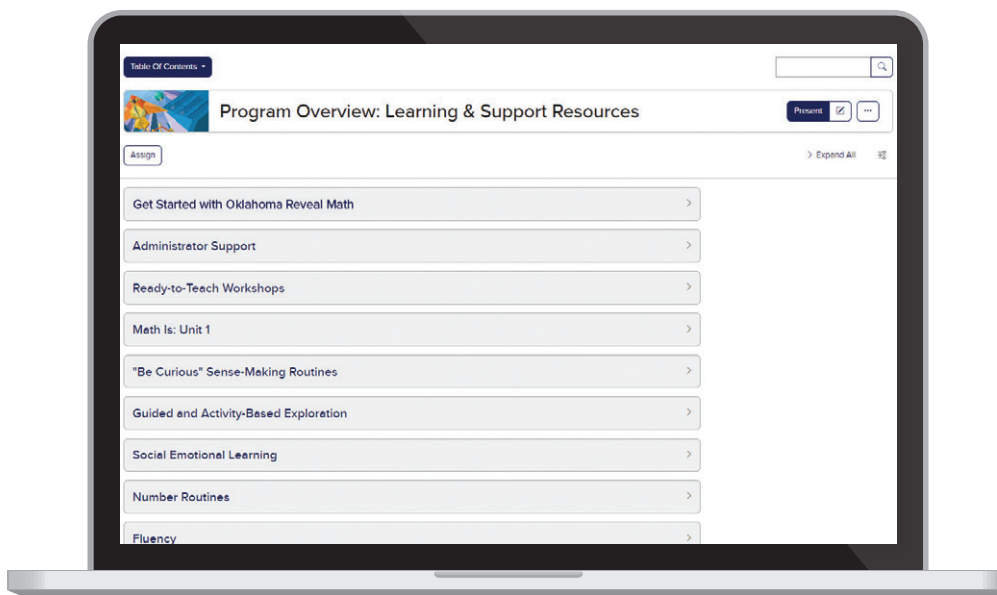 Table Of Contents
Program Overview: Learning & Support Resources
Present
Assign
Expand All
Get Started with Oklahoma Reveal Math
Administrator Support
Ready-to-Teach Workshops
Math Is: Unit 1
"Be Curious" Sense-Making Routines
Guided and Activity-Based Exploration
Social Emotional Learning
Number Routines
Fluency